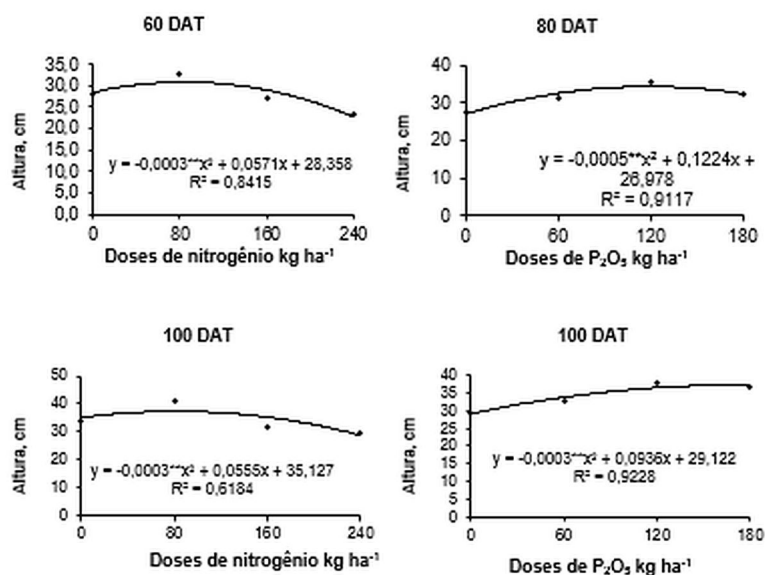 60 DAT
Altura, cm
35,0
30,0
25,0
20,0
15,0
10,0
5,0
0,0
y = -0,0003**x² + 0,0571x + 28,358
R² = 0,8415
0 80 160 240
Doses de nitrogênio kg ha⁻¹
80 DAT
Altura, cm
40
30
20
10
0
y = -0,0005**x² + 0,1224x +
26,978
R² = 0,9117
0 60 120 180
Doses de P₂O₅ kg ha⁻¹
100 DAT
Altura, cm
50
40
30
20
10
0
y = -0,0003**x² + 0,0555x + 35,127
R² = 0,6184
0 80 160 240
Doses de nitrogênio kg ha⁻¹
100 DAT
Altura, cm
40
35
30
25
20
15
10
5
0
y = -0,0003**x² + 0,0936x + 29,122
R² = 0,9228
0 60 120 180
Doses de P₂O₅ kg ha⁻¹